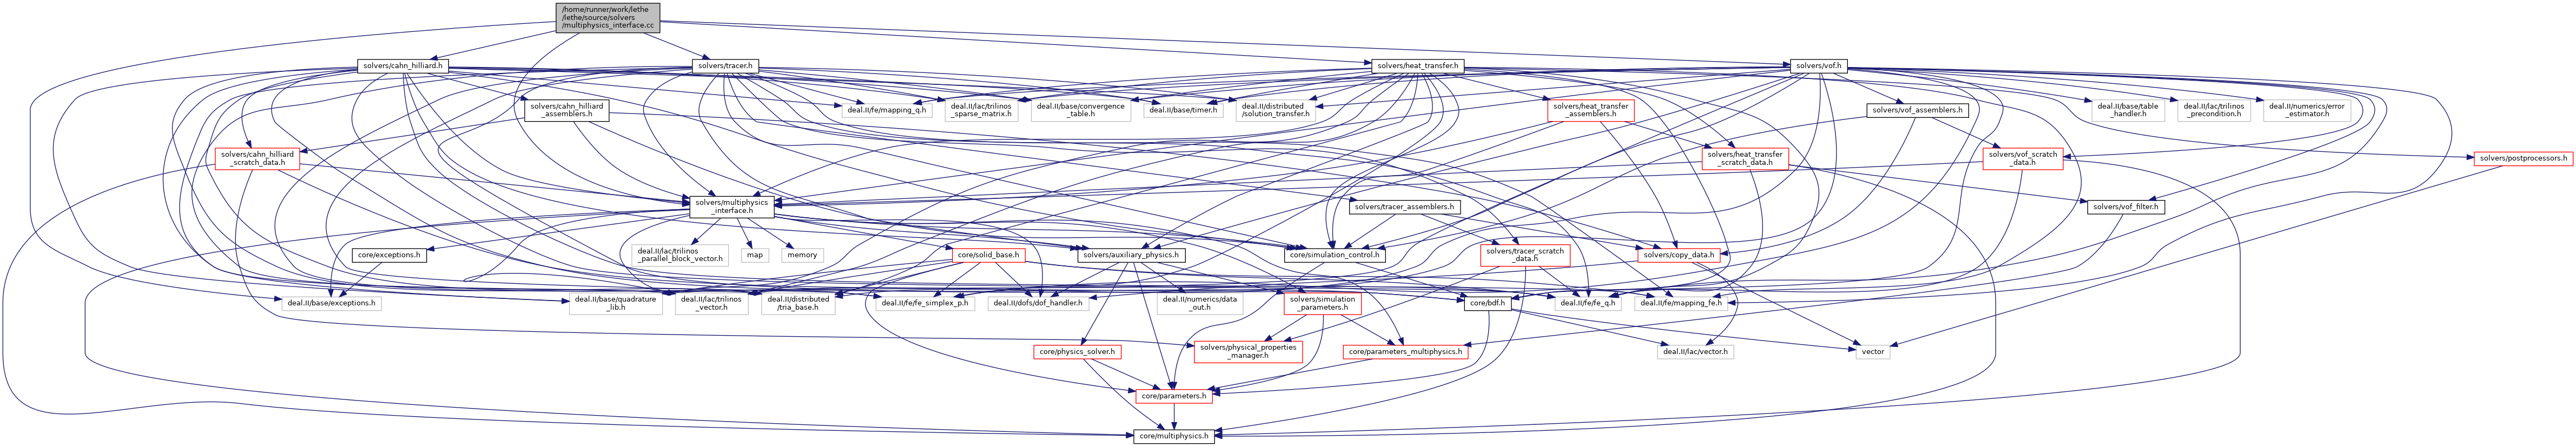 /home/runner/work/lethe
/lethe/source/solvers
/multiphysics_interface.cc
solvers/cahn_hilliard.h
solvers/tracer.h
solvers/heat_transfer.h
solvers/vof.h
solvers/cahn_hilliard
_assemblers.h
deal.II/fe/mapping_q.h
deal.II/lac/trilinos
_sparse_matrix.h
deal.II/base/convergence
_table.h
deal.II/base/timer.h
deal.II/distributed
/solution_transfer.h
solvers/heat_transfer
_assemblers.h
solvers/vof_assemblers.h
deal.II/base/table
_handler.h
deal.II/lac/trilinos
_precondition.h
deal.II/numerics/error
_estimator.h
solvers/cahn_hilliard
_scratch_data.h
solvers/heat_transfer
_scratch_data.h
solvers/vof_scratch
_data.h
solvers/postprocessors.h
solvers/multiphysics
_interface.h
solvers/tracer_assemblers.h
solvers/vof_filter.h
core/exceptions.h
deal.II/lac/trilinos
_parallel_block_vector.h
map
memory
core/solid_base.h
solvers/auxiliary_physics.h
core/simulation_control.h
solvers/tracer_scratch
_data.h
solvers/copy_data.h
deal.II/base/exceptions.h
deal.II/base/quadrature
_lib.h
deal.II/lac/trilinos
_vector.h
deal.II/distributed
/tria_base.h
deal.II/fe/fe_simplex_p.h
deal.II/dofs/dof_handler.h
deal.II/numerics/data
_out.h
solvers/simulation
_parameters.h
core/bdf.h
deal.II/fe/fe_q.h
deal.II/fe/mapping_fe.h
core/physics_solver.h
solvers/physical_properties
_manager.h
core/parameters_multiphysics.h
deal.II/lac/vector.h
vector
core/parameters.h
core/multiphysics.h